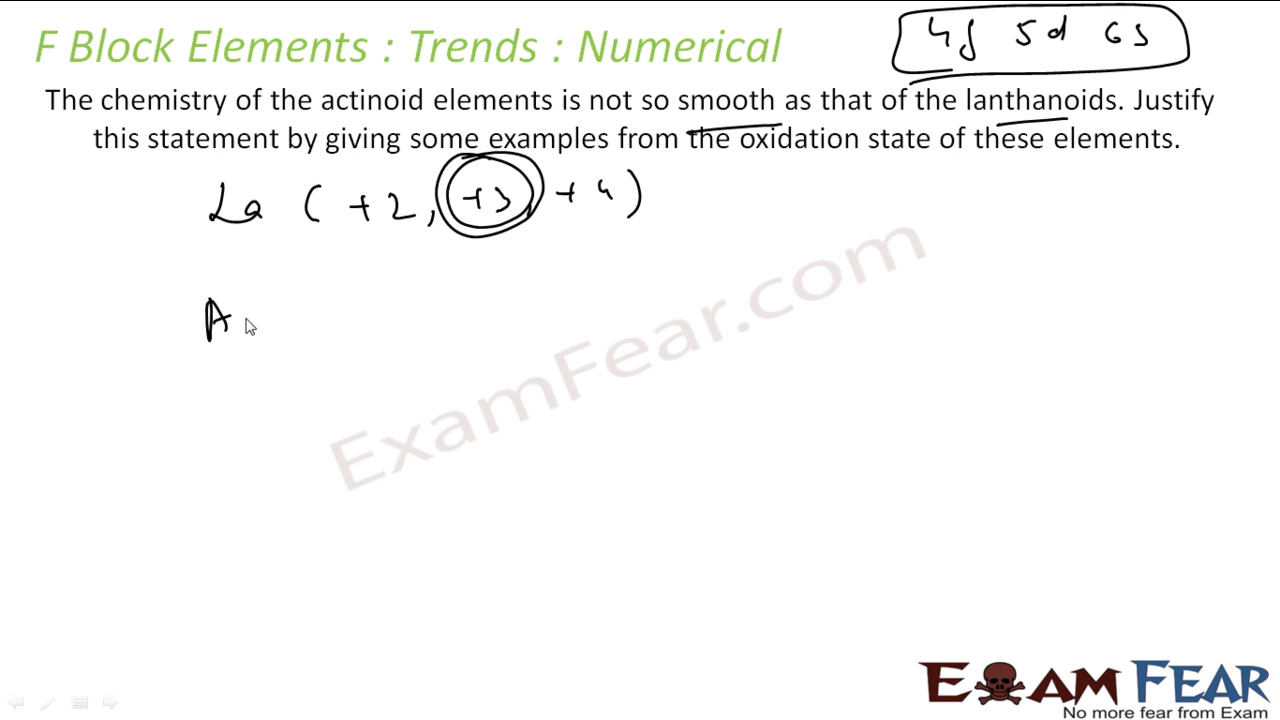 F Block Elements : Trends : Numerical
4f 5d 6s
The chemistry of the actinoid elements is not so smooth as that of the lanthanoids. Justify
this statement by giving some examples from the oxidation state of these elements.
La ( +2, +3, +4)
A
ExamFear.com
EXAM FEAR
No more fear from Exam